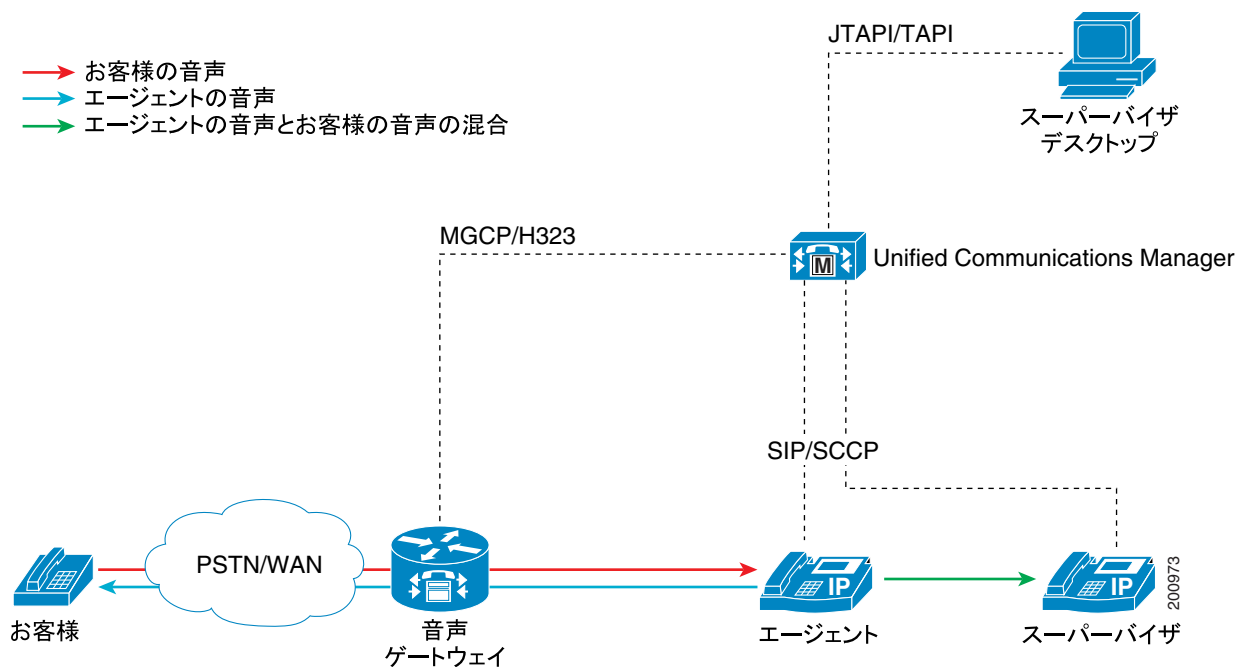 JTAPI/TAPI
お客様の音声
エージェントの音声
エージェントの音声とお客様の音声の混合
スーパーバイザ
デスクトップ
MGCP/H323
M
Unified Communications Manager
SIP/SCCP
PSTN/WAN
IP
IP
200973
お客様
音声
ゲートウェイ
エージェント
スーパーバイザ